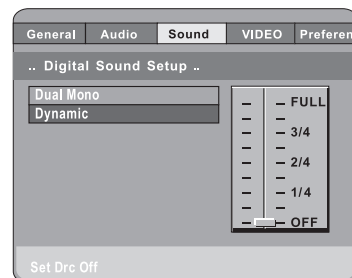 General Audio Sound VIDEO Preferen
.. Digital Sound Setup ..
Dual Mono
Dynamic
FULL
3/4
2/4
1/4
OFF
Set Drc Off